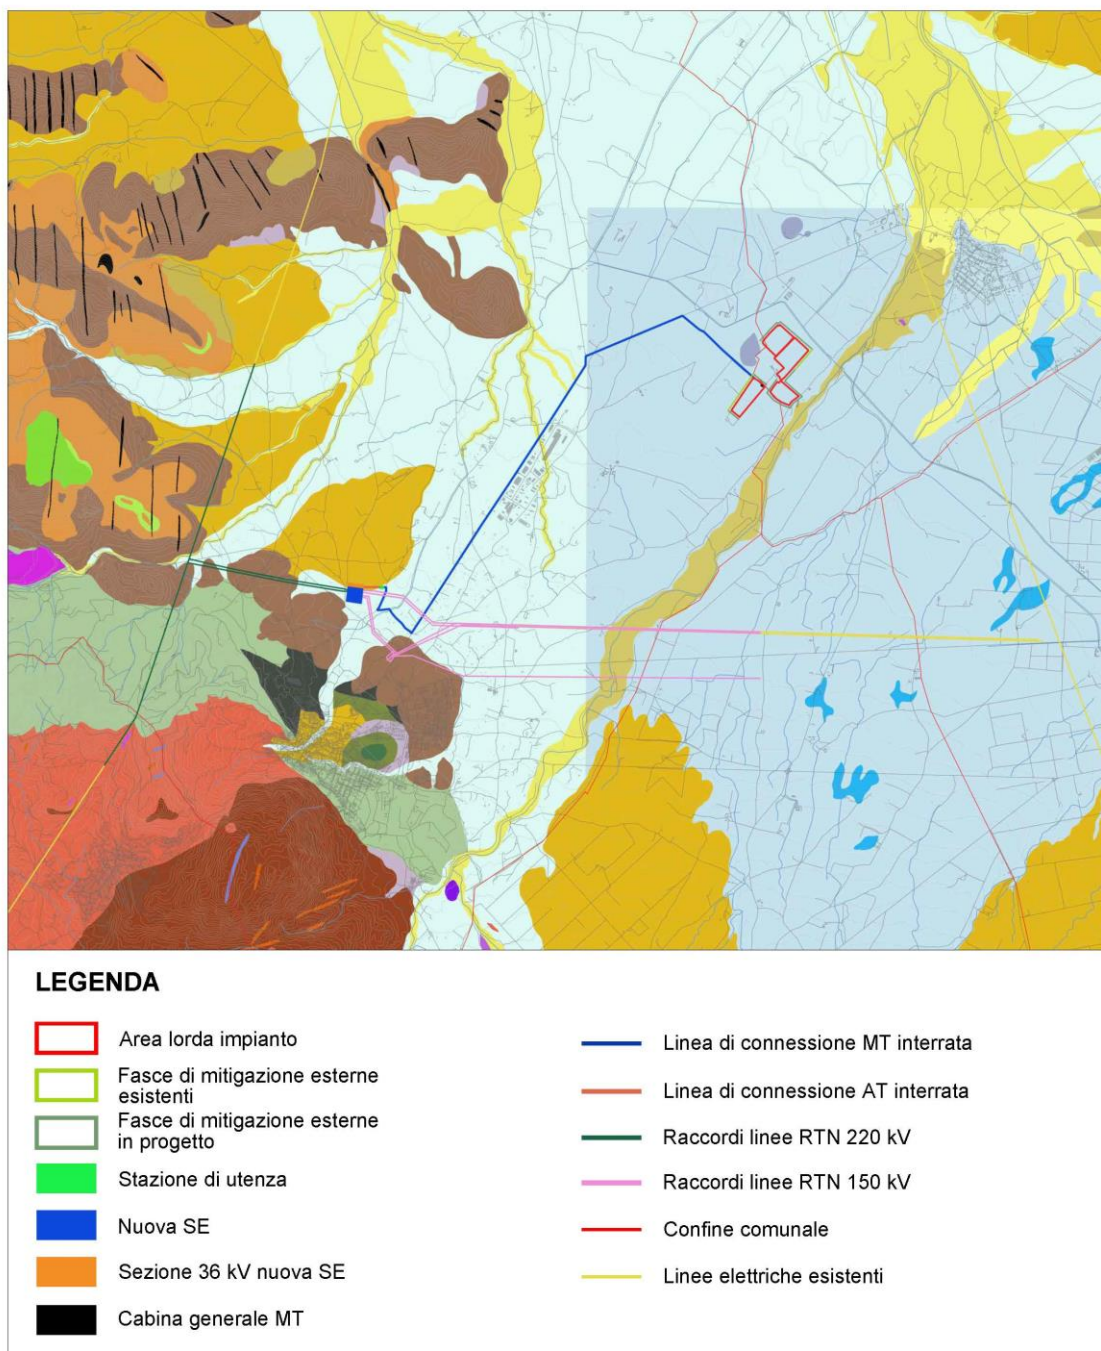 LEGENDA
Area lorda impianto
Fasce di mitigazione esterne
esistenti
Fasce di mitigazione esterne
in progetto
Stazione di utenza
Nuova SE
Sezione 36 kV nuova SE
Cabina generale MT
Linea di connessione MT interrata
Linea di connessione AT interrata
Raccordi linee RTN 220 kV
Raccordi linee RTN 150 kV
Confine comunale
Linee elettriche esistenti